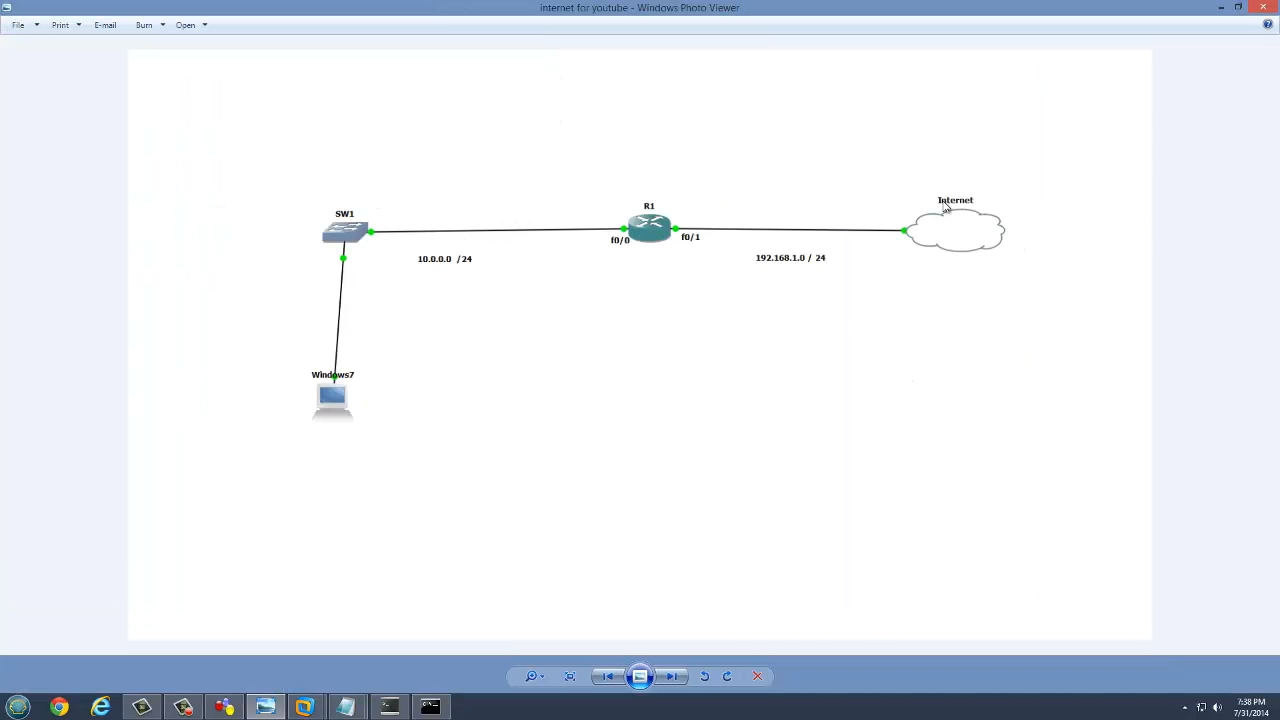 internet for youtube - Windows Photo Viewer
File Print E-mail Burn Open
Internet
R1
SW1
f0/0 f0/1
10.0.0.0 /24
192.168.1.0 / 24
Windows7
7:38 PM
7/31/2014